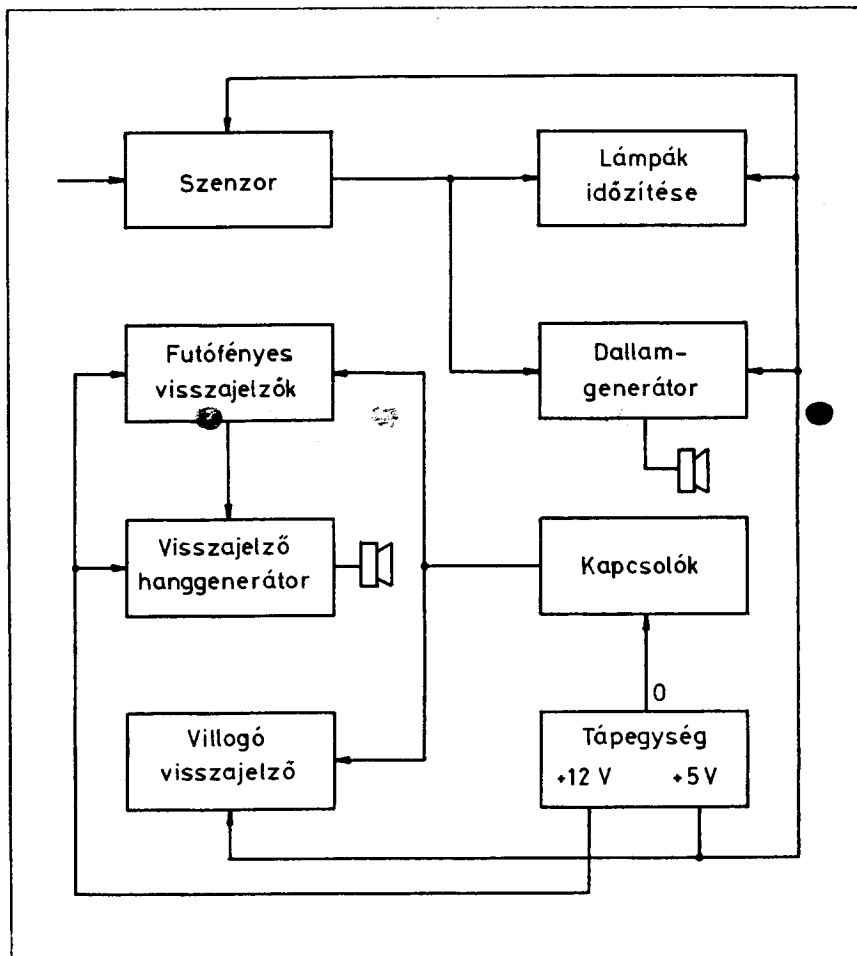 Szenzor
Lámpák
időzítése
Futófényes
visszajelzők
Dallam-
generátor
Visszajelző
hanggenerátor
Kapcsolók
0
Villogó
visszajelző
Tápegység
+12 V +5 V